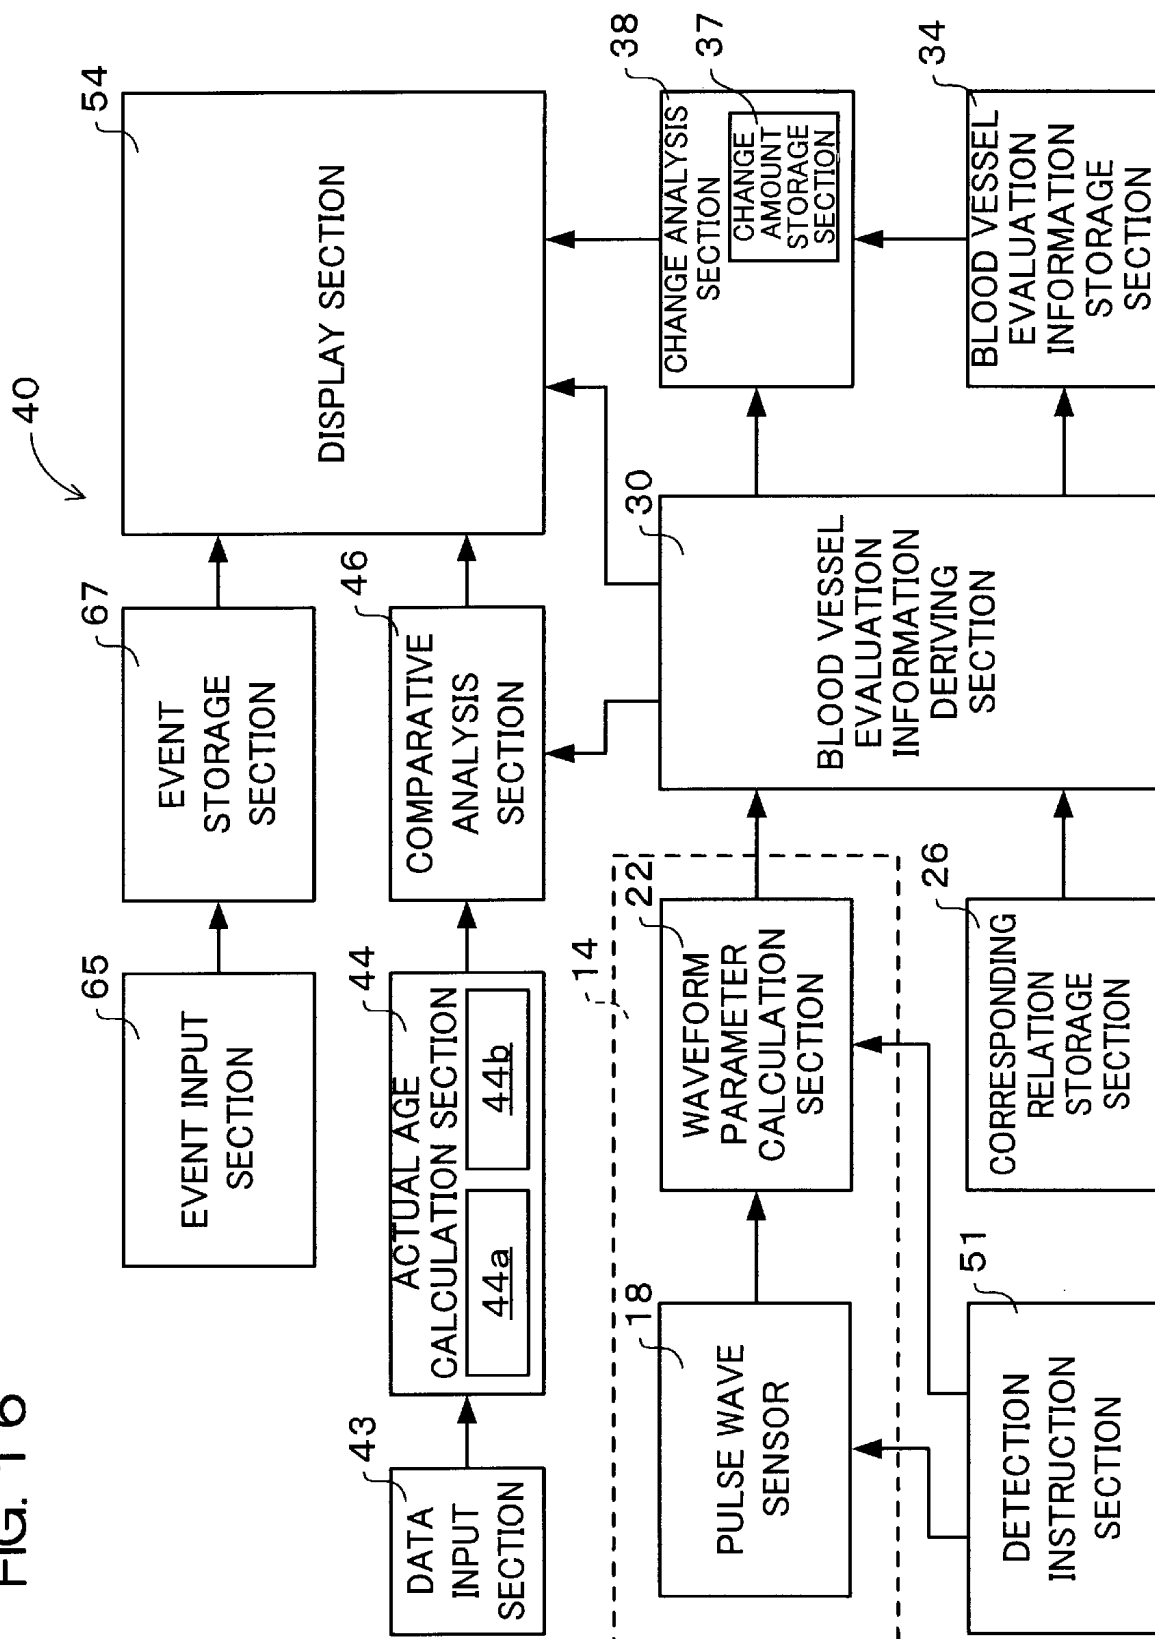 FIG. 16
40
65
EVENT INPUT
SECTION
67
EVENT
STORAGE
SECTION
54
DISPLAY SECTION
43
DATA
INPUT
SECTION
44
ACTUAL AGE
CALCULATION SECTION
44a
44b
46
COMPARATIVE
ANALYSIS
SECTION
14
18
PULSE WAVE
SENSOR
22
WAVEFORM
PARAMETER
CALCULATION
SECTION
30
BLOOD VESSEL
EVALUATION
INFORMATION
DERIVING
SECTION
38
CHANGE ANALYSIS
SECTION
37
CHANGE
AMOUNT
STORAGE
SECTION
51
DETECTION
INSTRUCTION
SECTION
26
CORRESPONDING
RELATION
STORAGE
SECTION
34
BLOOD VESSEL
EVALUATION
INFORMATION
STORAGE
SECTION